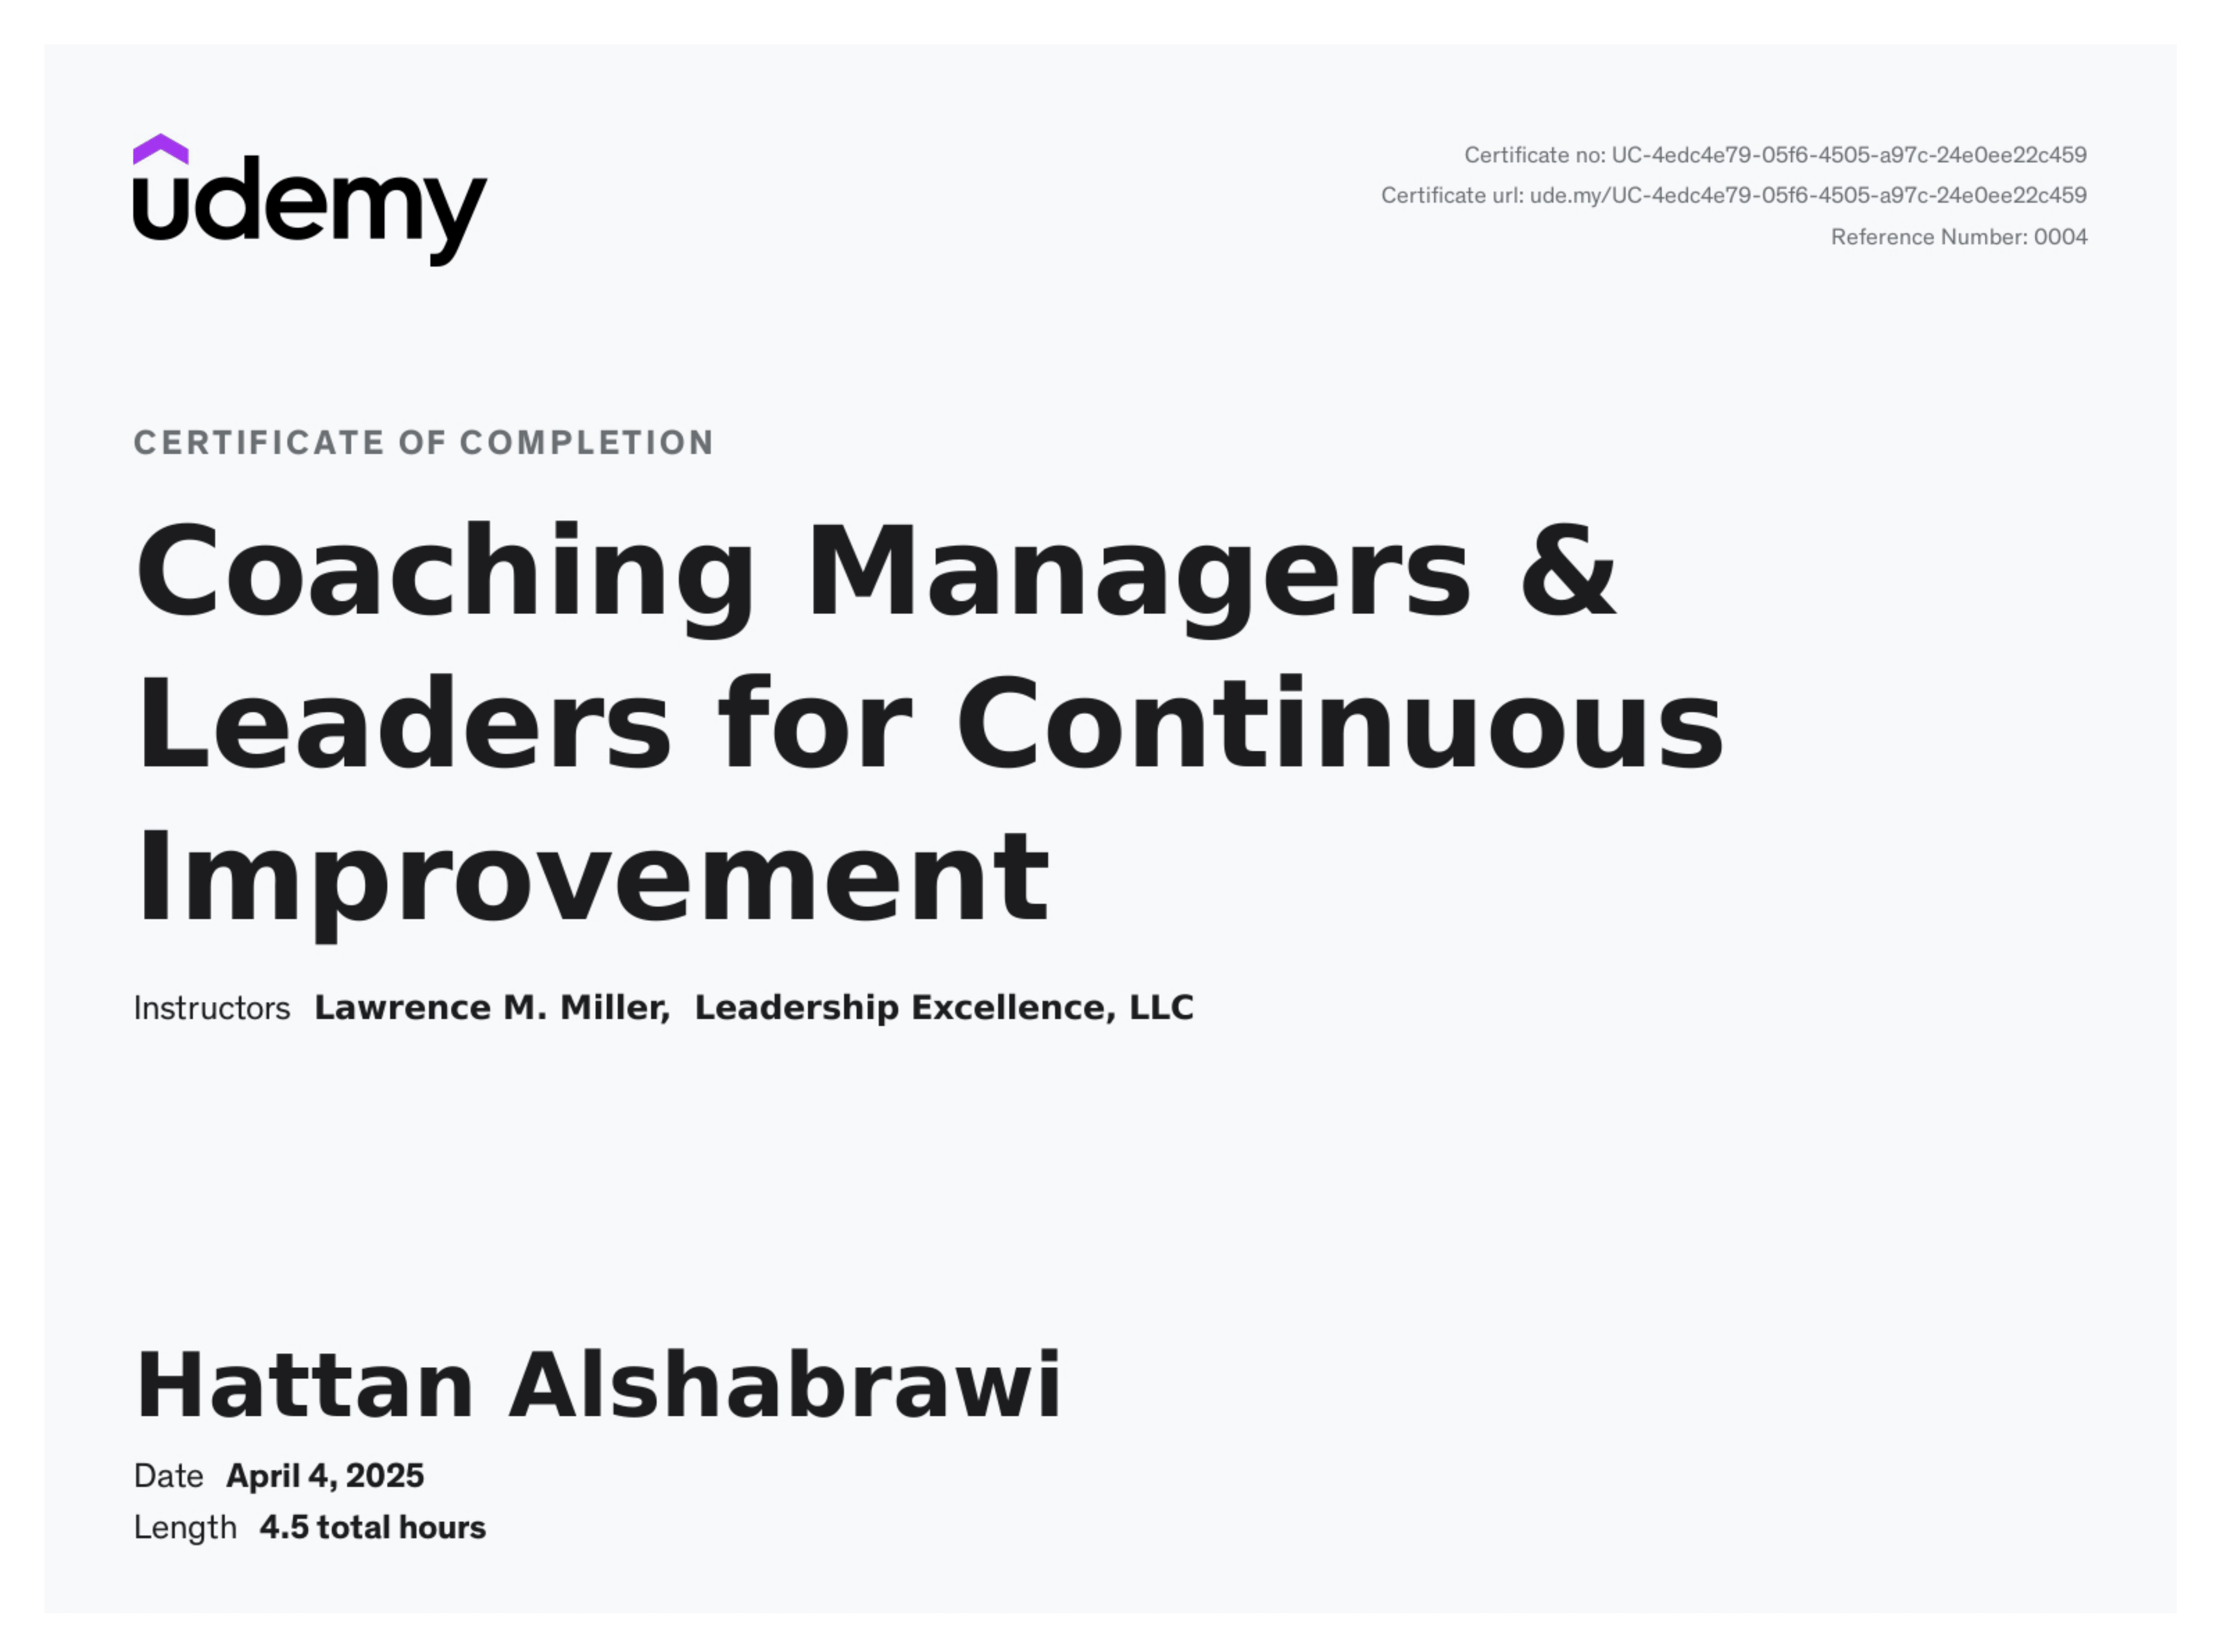 udemy
Certificate no: UC-4edc4e79-05f6-4505-a97c-24e0ee22c459
Certificate url: ude.my/UC-4edc4e79-05f6-4505-a97c-24e0ee22c459
Reference Number: 0004
CERTIFICATE OF COMPLETION
Coaching Managers &
Leaders for Continuous
Improvement
Instructors Lawrence M. Miller, Leadership Excellence, LLC
Hattan Alshabrawi
Date April 4, 2025
Length 4.5 total hours